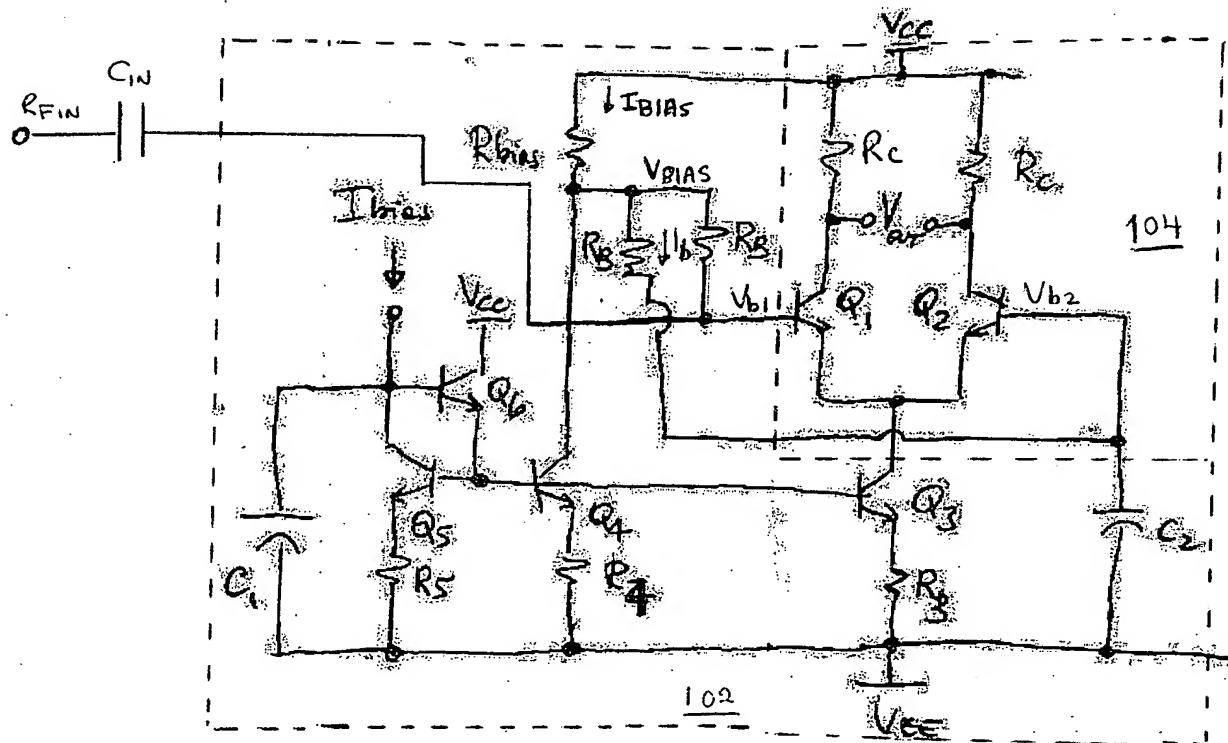 VCC
CIN
RFIN
IBIAS
Rbias
VBIAS
RC
RC
Ibias
RB
Ib
RB
Vout
104
Vb1
Q1
Q2
Vb2
VCC
Q6
Q5
Q4
Q3
C2
C1
R5
R4
R3
102
VEE